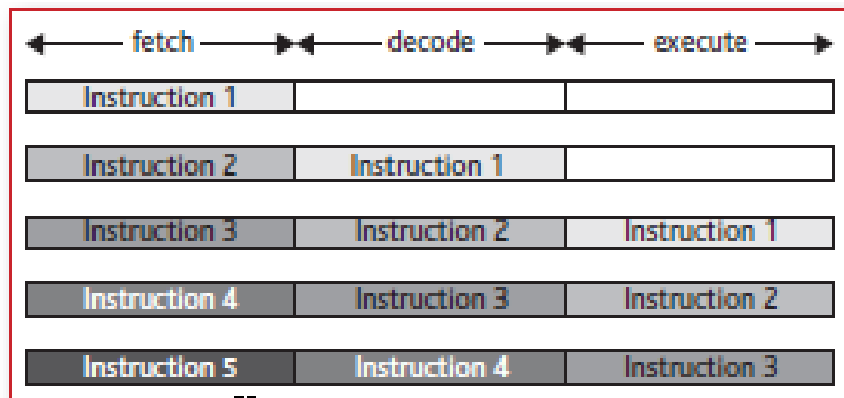 fetch decode execute
Instruction 1
Instruction 2 Instruction 1
Instruction 3 Instruction 2 Instruction 1
Instruction 4 Instruction 3 Instruction 2
Instruction 5 Instruction 4 Instruction 3